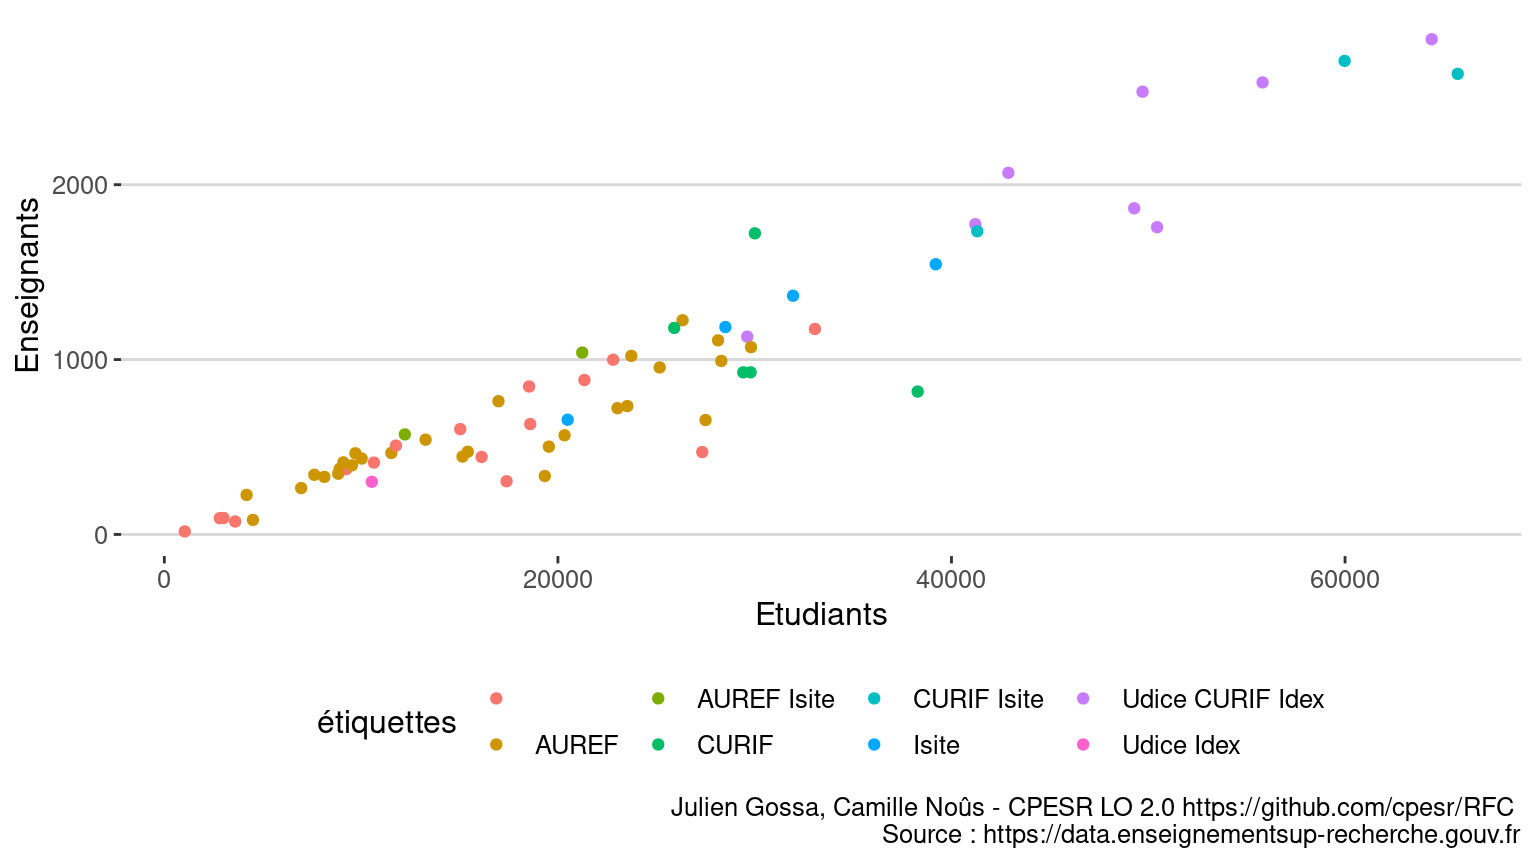 Enseignants
2000
1000
0
0 20000 40000 60000
Etudiants
étiquettes
AUREF Isite CURIF Isite Udice CURIF Idex
AUREF CURIF Isite Udice Idex
Julien Gossa, Camille Noûs - CPESR LO 2.0 https://github.com/cpesr/RFC
Source : https://data.enseignementsup-recherche.gouv.fr